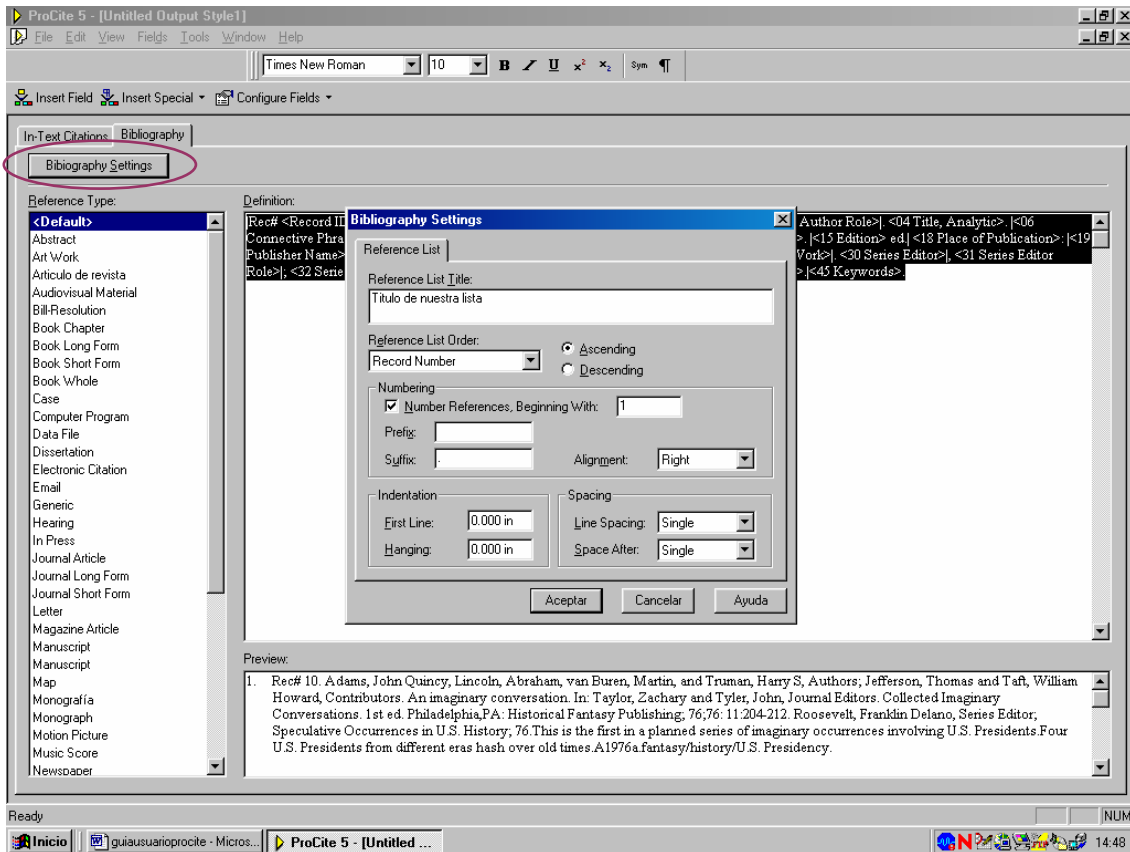 ProCite 5 - [Untitled Output Style1]
File Edit View Fields Tools Window Help
Times New Roman 10 B I U x² x₂ Sym ¶
Insert Field Insert Special Configure Fields
In-Text Citations Bibliography
Bibiography Settings
Reference Type:
<Default>
Abstract
Art Work
Articulo de revista
Audiovisual Material
Bill-Resolution
Book Chapter
Book Long Form
Book Short Form
Book Whole
Case
Computer Program
Data File
Dissertation
Electronic Citation
Email
Generic
Hearing
In Press
Journal Article
Journal Long Form
Journal Short Form
Letter
Magazine Article
Manuscript
Manuscript
Map
Monografía
Monograph
Motion Picture
Music Score
Newspaper
Definition:
|Rec# <Record ID Author Role>|. <04 Title, Analytic>. |<06
Connective Phra >. |<15 Edition> ed.| <18 Place of Publication>: |<19
Publisher Name> Work>|. <30 Series Editor>|, <31 Series Editor
Role>|; <32 Serie >.|<45 Keywords>.
Bibliography Settings
Reference List
Reference List Title:
Titulo de nuestra lista
Reference List Order:
Record Number
Ascending
Descending
Numbering
Number References, Beginning With: 1
Prefix:
Suffix: .
Alignment: Right
Indentation
First Line: 0.000 in
Hanging: 0.000 in
Spacing
Line Spacing: Single
Space After: Single
Aceptar Cancelar Ayuda
Preview:
1. Rec# 10. Adams, John Quincy, Lincoln, Abraham, van Buren, Martin, and Truman, Harry S, Authors; Jefferson, Thomas and Taft, William
Howard, Contributors. An imaginary conversation. In: Taylor, Zachary and Tyler, John, Journal Editors. Collected Imaginary
Conversations. 1st ed. Philadelphia,PA: Historical Fantasy Publishing; 76;76: 11:204-212. Roosevelt, Franklin Delano, Series Editor;
Speculative Occurrences in U.S. History; 76.This is the first in a planned series of imaginary occurrences involving U.S. Presidents.Four
U.S. Presidents from different eras hash over old times.A1976a.fantasy/history/U.S. Presidency.
Ready NUM
Inicio guiausuarioprocite - Micros... ProCite 5 - [Untitled ... 14:48